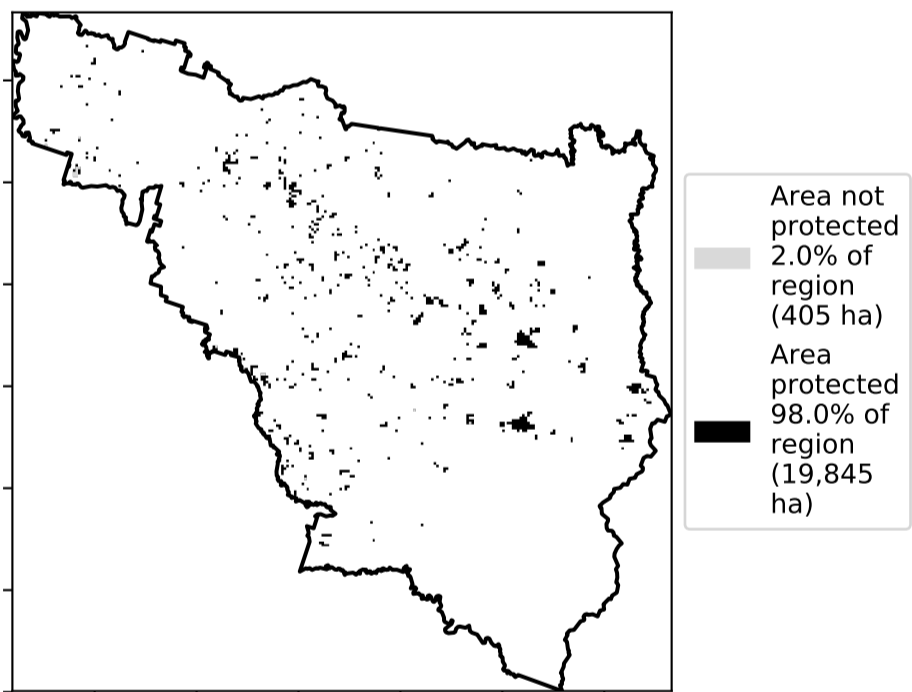 Area not
protected
2.0% of
region
(405 ha)
Area
protected
98.0% of
region
(19,845
ha)